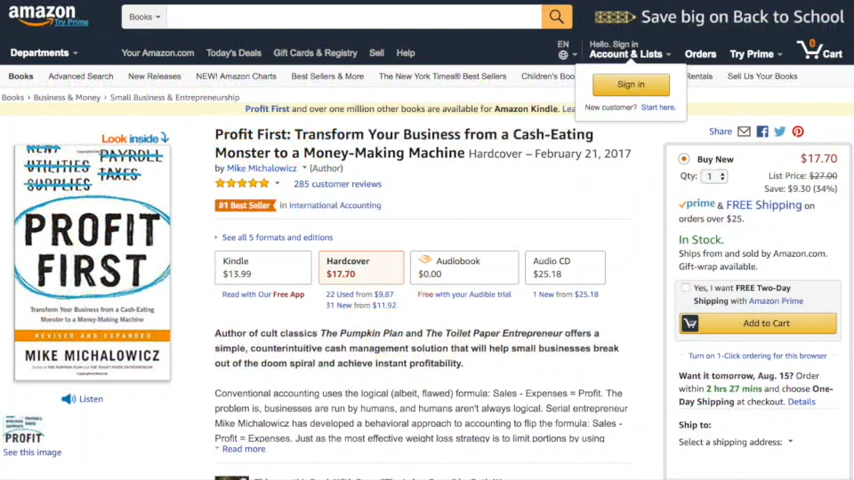 amazon
Try Prime
Books
Save big on Back to School
Departments
Your Amazon.com Today's Deals Gift Cards & Registry Sell Help
EN
Hello. Sign in
Account & Lists
Orders
Try Prime
0
Cart
Books Advanced Search New Releases NEW! Amazon Charts Best Sellers & More The New York Times® Best Sellers Children's Boo
Rentals Sell Us Your Books
Sign in
New customer? Start here.
Books › Business & Money › Small Business & Entrepreneurship
Profit First and over one million other books are available for Amazon Kindle. Lea
Look inside
RENT
PAYROLL
UTILITIES
TAXES
SUPPLIES
PROFIT
FIRST
Transform Your Business from a Cash-Eating
Monster to a Money-Making Machine
REVISED AND EXPANDED
MIKE MICHALOWICZ
Listen
PROFIT
See this image
Profit First: Transform Your Business from a Cash-Eating
Monster to a Money-Making Machine Hardcover – February 21, 2017
by Mike Michalowicz (Author)
285 customer reviews
#1 Best Seller in International Accounting
See all 5 formats and editions
Kindle
$13.99
Hardcover
$17.70
Audiobook
$0.00
Audio CD
$25.18
Read with Our Free App
22 Used from $9.87
31 New from $11.92
Free with your Audible trial
1 New from $25.18
Author of cult classics The Pumpkin Plan and The Toilet Paper Entrepreneur offers a
simple, counterintuitive cash management solution that will help small businesses break
out of the doom spiral and achieve instant profitability.
Conventional accounting uses the logical (albeit, flawed) formula: Sales - Expenses = Profit. The
problem is, businesses are run by humans, and humans aren't always logical. Serial entrepreneur
Mike Michalowicz has developed a behavioral approach to accounting to flip the formula: Sales -
Profit = Expenses. Just as the most effective weight loss strategy is to limit portions by using
Read more
Share
Buy New
$17.70
Qty: 1
List Price: $27.00
Save: $9.30 (34%)
prime & FREE Shipping on
orders over $25.
In Stock.
Ships from and sold by Amazon.com.
Gift-wrap available.
Yes, I want FREE Two-Day
Shipping with Amazon Prime
Add to Cart
Turn on 1-Click ordering for this browser
Want it tomorrow, Aug. 15? Order
within 2 hrs 27 mins and choose One-
Day Shipping at checkout. Details
Ship to:
Select a shipping address: